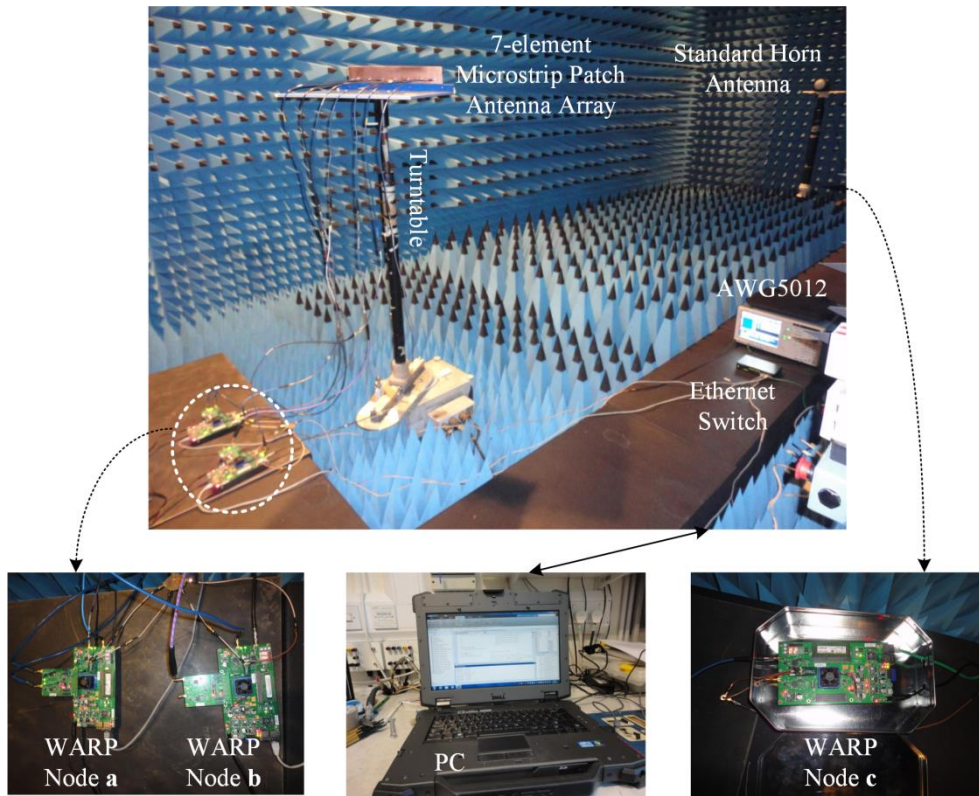 7-element
Microstrip Patch
Antenna Array
Standard Horn
Antenna
Turntable
AWG5012
Ethernet
Switch
WARP
Node a
WARP
Node b
PC
DELL
WARP
Node c